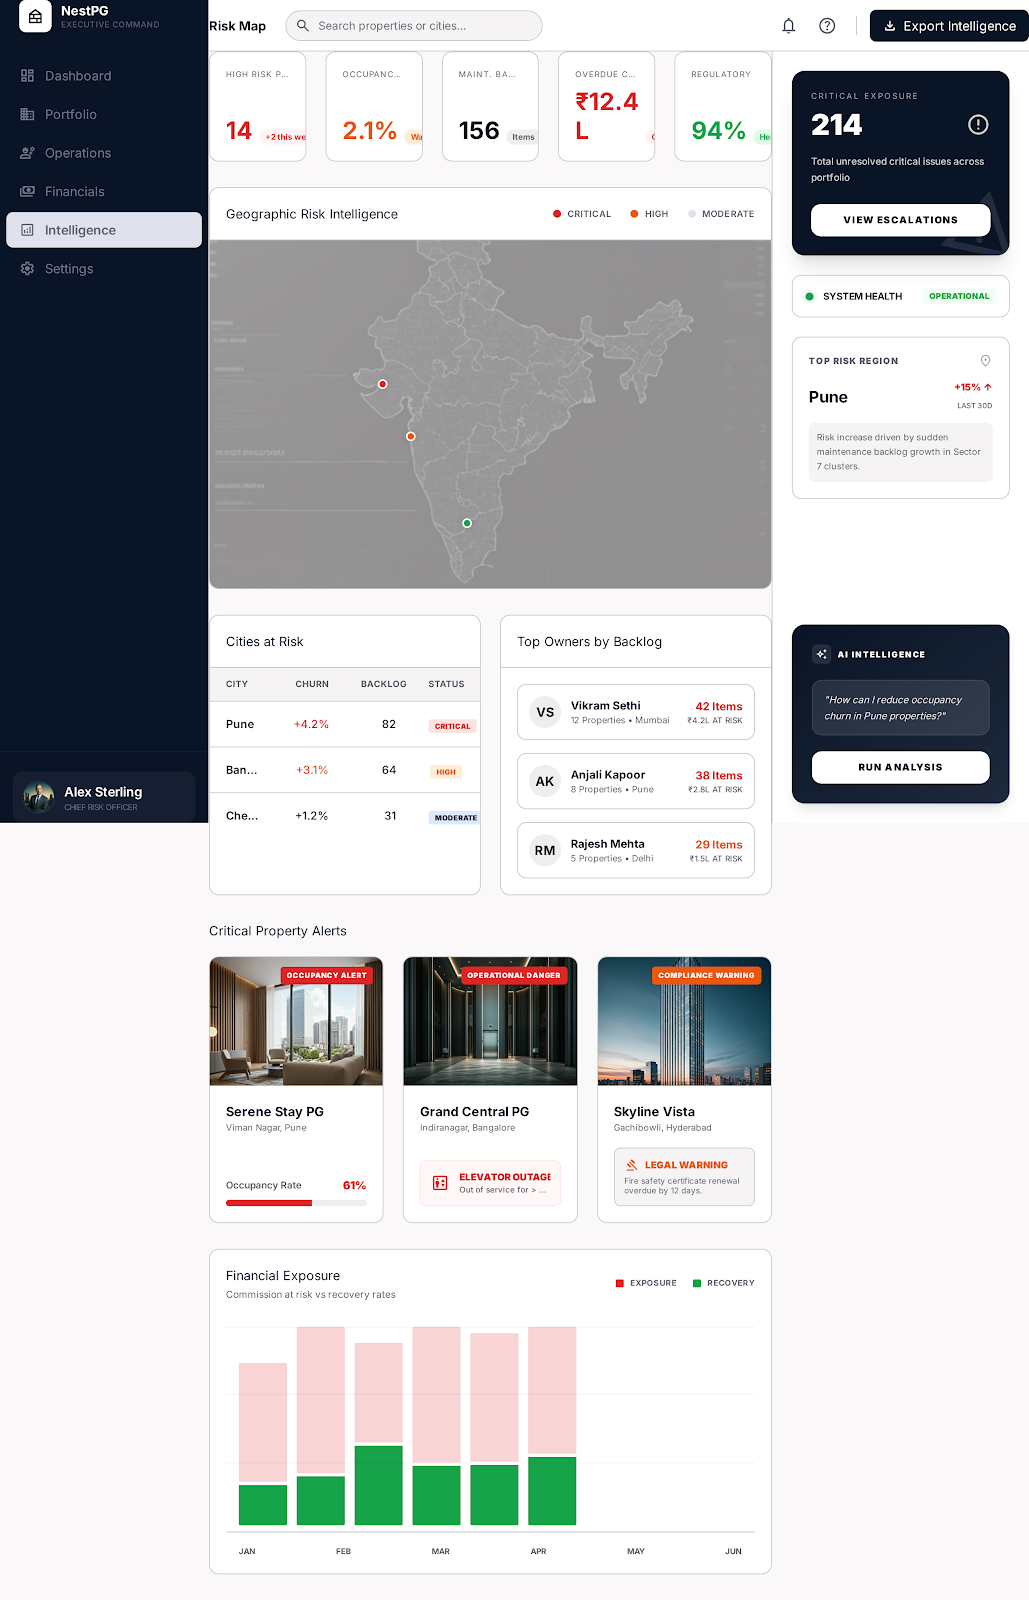 NestPG
EXECUTIVE COMMAND
Dashboard
Portfolio
Operations
Financials
Intelligence
Settings
Alex Sterling
CHIEF RISK OFFICER
Risk Map
Search properties or cities...
Export Intelligence
HIGH RISK P...
14
+2 this we
OCCUPANC...
2.1%
Wa
MAINT. BA...
156
Items
OVERDUE C...
₹12.4
L
REGULATORY
94%
He
Geographic Risk Intelligence
CRITICAL
HIGH
MODERATE
Cities at Risk
CITY CHURN BACKLOG STATUS
Pune +4.2% 82 CRITICAL
Ban... +3.1% 64 HIGH
Che... +1.2% 31 MODERATE
Top Owners by Backlog
VS
Vikram Sethi
12 Properties • Mumbai
42 Items
₹4.2L AT RISK
AK
Anjali Kapoor
8 Properties • Pune
38 Items
₹2.8L AT RISK
RM
Rajesh Mehta
5 Properties • Delhi
29 Items
₹1.5L AT RISK
Critical Property Alerts
OCCUPANCY ALERT
Serene Stay PG
Viman Nagar, Pune
Occupancy Rate 61%
OPERATIONAL DANGER
Grand Central PG
Indiranagar, Bangalore
ELEVATOR OUTAGE
Out of service for > ...
COMPLIANCE WARNING
Skyline Vista
Gachibowli, Hyderabad
LEGAL WARNING
Fire safety certificate renewal
overdue by 12 days.
Financial Exposure
Commission at risk vs recovery rates
EXPOSURE
RECOVERY
JAN FEB MAR APR MAY JUN
CRITICAL EXPOSURE
214
Total unresolved critical issues across
portfolio
VIEW ESCALATIONS
SYSTEM HEALTH
OPERATIONAL
TOP RISK REGION
Pune
+15%
LAST 30D
Risk increase driven by sudden
maintenance backlog growth in Sector
7 clusters.
AI INTELLIGENCE
"How can I reduce occupancy
churn in Pune properties?"
RUN ANALYSIS